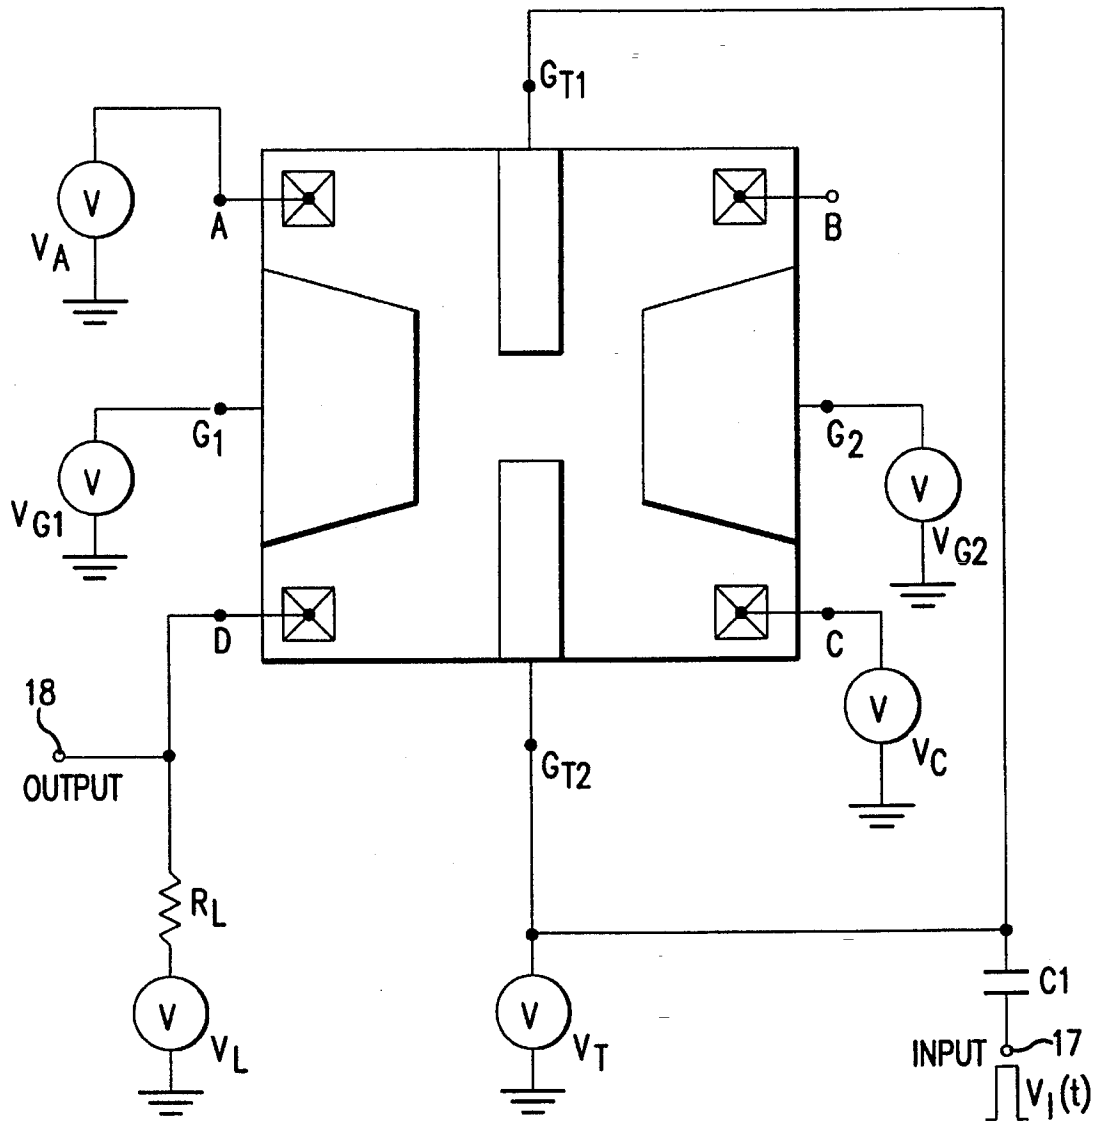 G_T1
V
V_A
A
B
G_1
G_2
V
V_G1
V
V_G2
D
C
18
OUTPUT
V
V_C
G_T2
R_L
V
V_L
V
V_T
C1
INPUT
17
V_I(t)